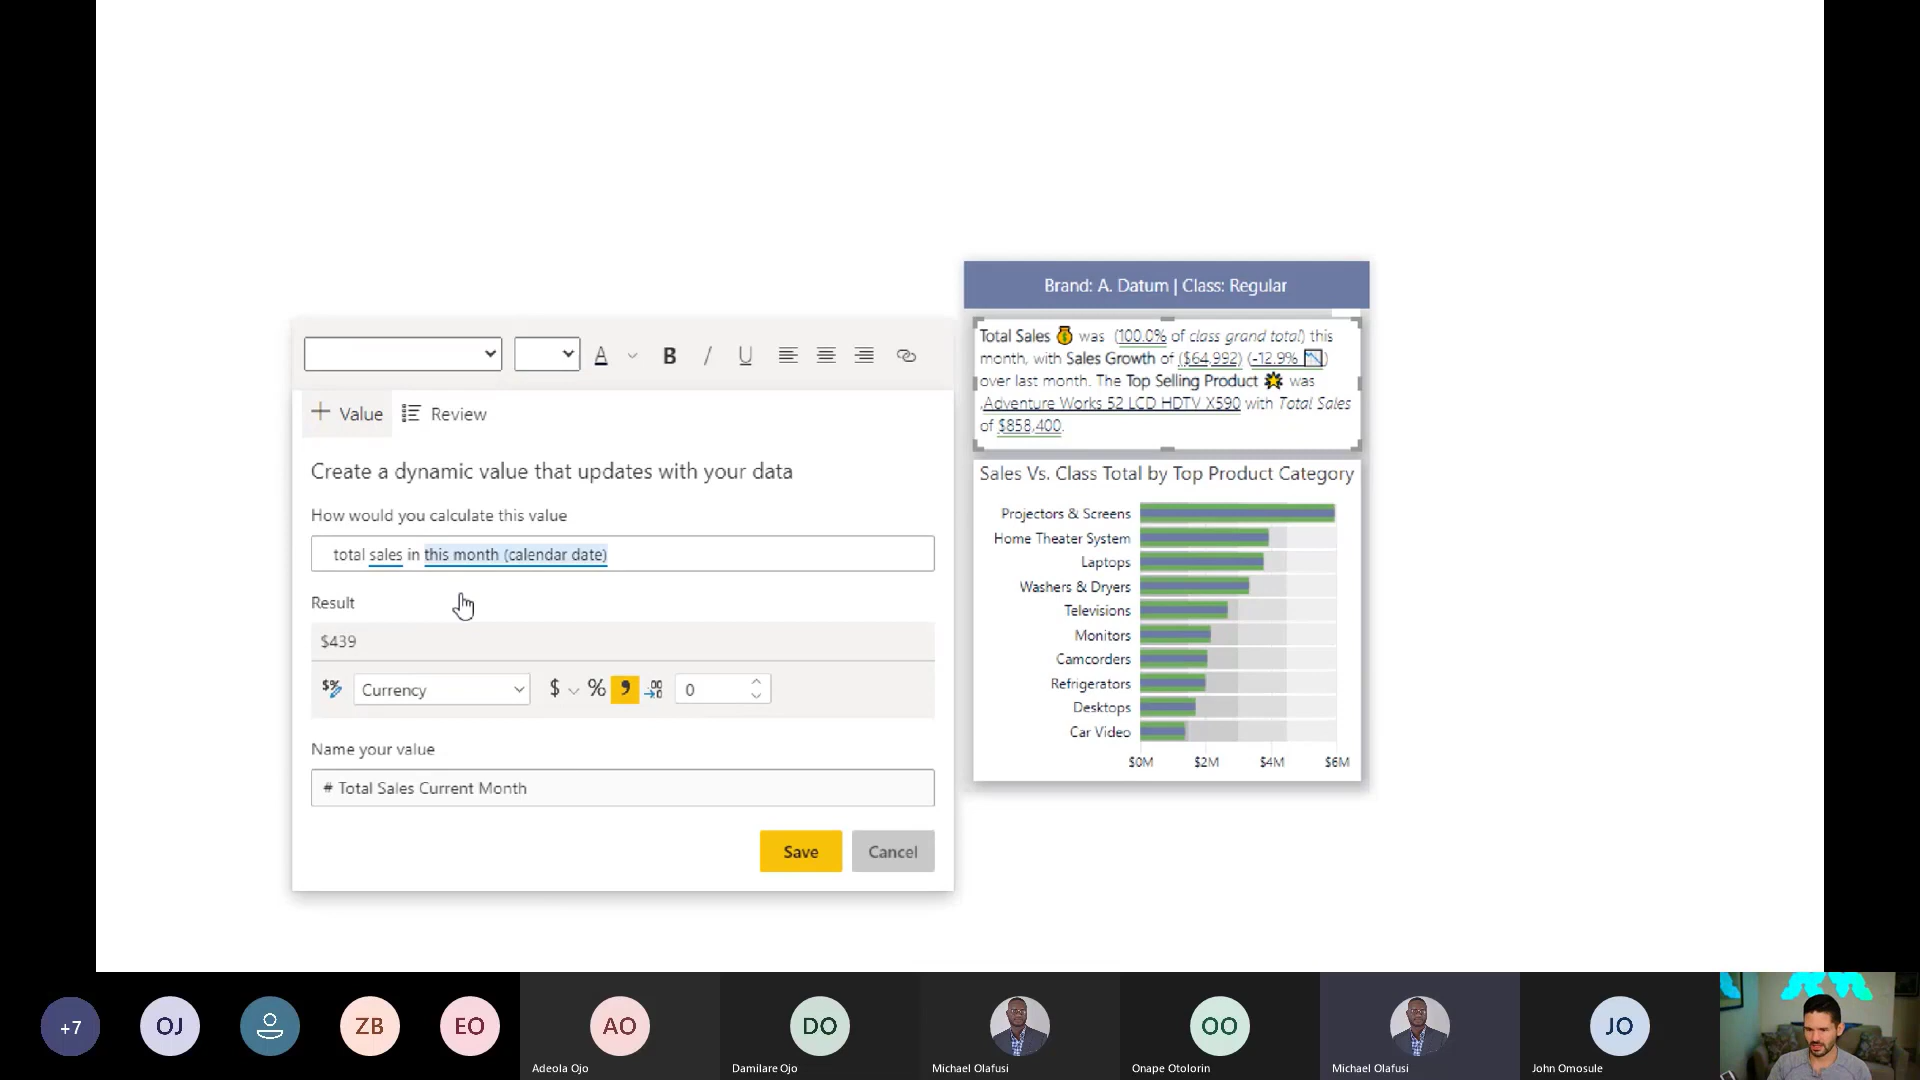 Brand: A. Datum | Class: Regular
Total Sales 💰 was (100.0% of class grand total) this
month, with Sales Growth of ($64,992) (-12.9% 📉)
over last month. The Top Selling Product 🌟 was
,Adventure Works 52 LCD HDTV X590 with Total Sales
of $858,400.
A
B
/
U
+ Value
Review
Create a dynamic value that updates with your data
How would you calculate this value
total sales in this month (calendar date)
Result
$439
$%
Currency
$
%
,
.00
0
Name your value
# Total Sales Current Month
Save
Cancel
Sales Vs. Class Total by Top Product Category
Projectors & Screens
Home Theater System
Laptops
Washers & Dryers
Televisions
Monitors
Camcorders
Refrigerators
Desktops
Car Video
$0M $2M $4M $6M
+7
OJ
ZB
EO
AO
DO
OO
JO
Adeola Ojo
Damilare Ojo
Michael Olafusi
Onape Otolorin
Michael Olafusi
John Omosule